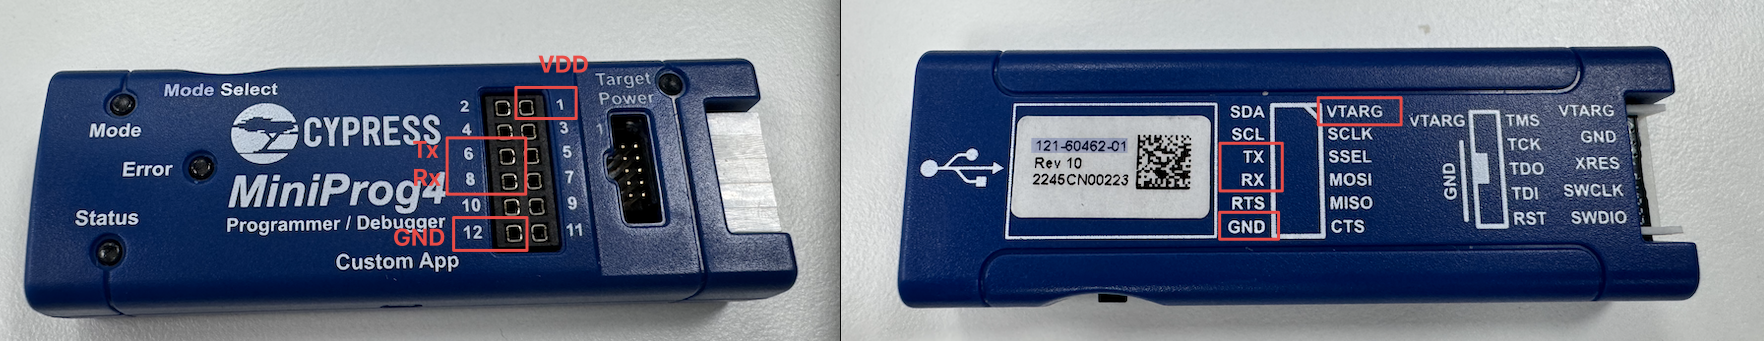 VDD
Mode Select
Target
Power
2
1
CYPRESS
Mode
4
3
1
Tx
6
5
Error
Rx
8
7
MiniProg4
10
9
Status
Programmer / Debugger
GND
12
11
Custom App
121-60462-01
Rev 10
2245CN00223
SDA
SCL
TX
RX
RTS
GND
VTARG
SCLK
SSEL
MOSI
MISO
CTS
VTARG
GND
TMS
TCK
TDO
TDI
RST
VTARG
GND
XRES
SWCLK
SWDIO